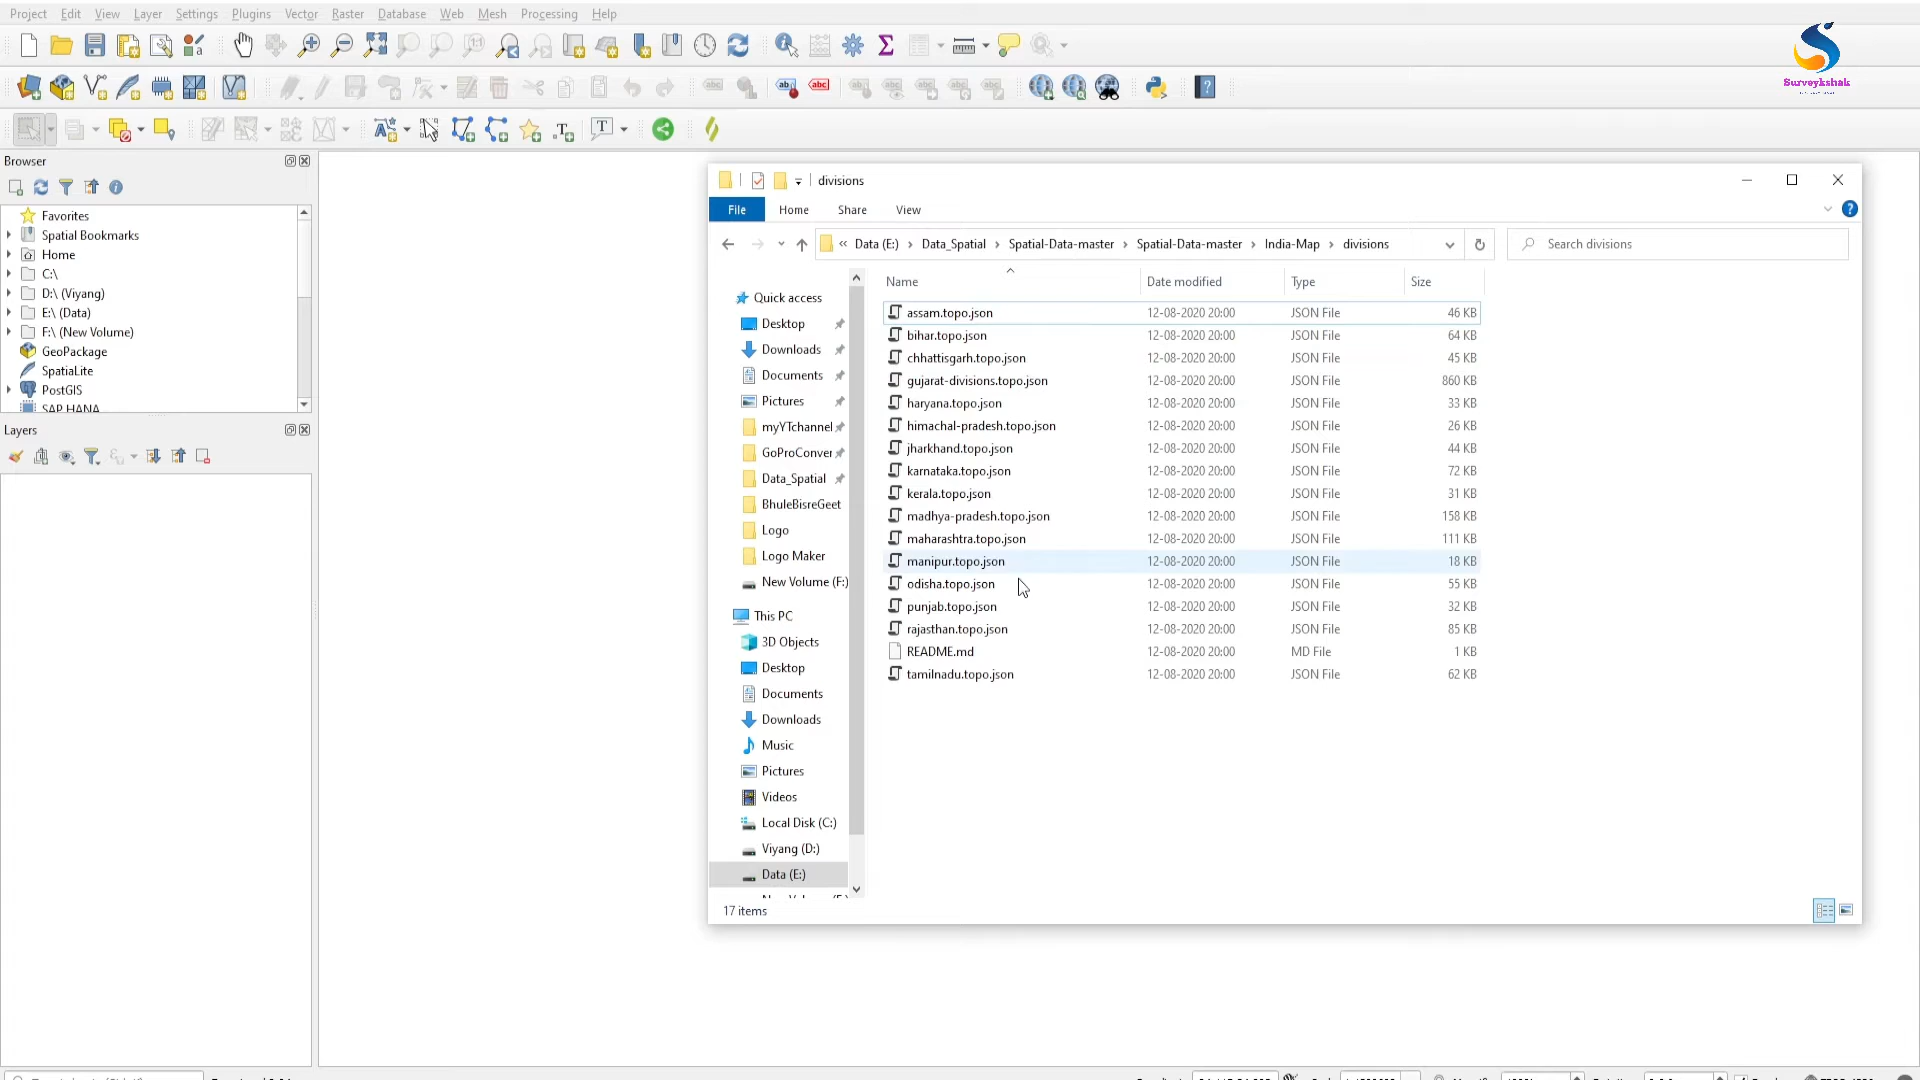 Project Edit View Layer Settings Plugins Vector Raster Database Web Mesh Processing Help
Surveykshak
Browser
Favorites
Spatial Bookmarks
Home
C:\
D:\ (Viyang)
E:\ (Data)
F:\ (New Volume)
GeoPackage
SpatiaLite
PostGIS
SAP HANA
Layers
divisions
File Home Share View
« Data (E:) › Data_Spatial › Spatial-Data-master › Spatial-Data-master › India-Map › divisions
Search divisions
Name Date modified Type Size
Quick access
Desktop
Downloads
Documents
Pictures
myYTchannel
GoProConver
Data_Spatial
BhuleBisreGeet
Logo
Logo Maker
New Volume (F:)
This PC
3D Objects
Desktop
Documents
Downloads
Music
Pictures
Videos
Local Disk (C:)
Viyang (D:)
Data (E:)
assam.topo.json 12-08-2020 20:00 JSON File 46 KB
bihar.topo.json 12-08-2020 20:00 JSON File 64 KB
chhattisgarh.topo.json 12-08-2020 20:00 JSON File 45 KB
gujarat-divisions.topo.json 12-08-2020 20:00 JSON File 860 KB
haryana.topo.json 12-08-2020 20:00 JSON File 33 KB
himachal-pradesh.topo.json 12-08-2020 20:00 JSON File 26 KB
jharkhand.topo.json 12-08-2020 20:00 JSON File 44 KB
karnataka.topo.json 12-08-2020 20:00 JSON File 72 KB
kerala.topo.json 12-08-2020 20:00 JSON File 31 KB
madhya-pradesh.topo.json 12-08-2020 20:00 JSON File 158 KB
maharashtra.topo.json 12-08-2020 20:00 JSON File 111 KB
manipur.topo.json 12-08-2020 20:00 JSON File 18 KB
odisha.topo.json 12-08-2020 20:00 JSON File 55 KB
punjab.topo.json 12-08-2020 20:00 JSON File 32 KB
rajasthan.topo.json 12-08-2020 20:00 JSON File 85 KB
README.md 12-08-2020 20:00 MD File 1 KB
tamilnadu.topo.json 12-08-2020 20:00 JSON File 62 KB
17 items